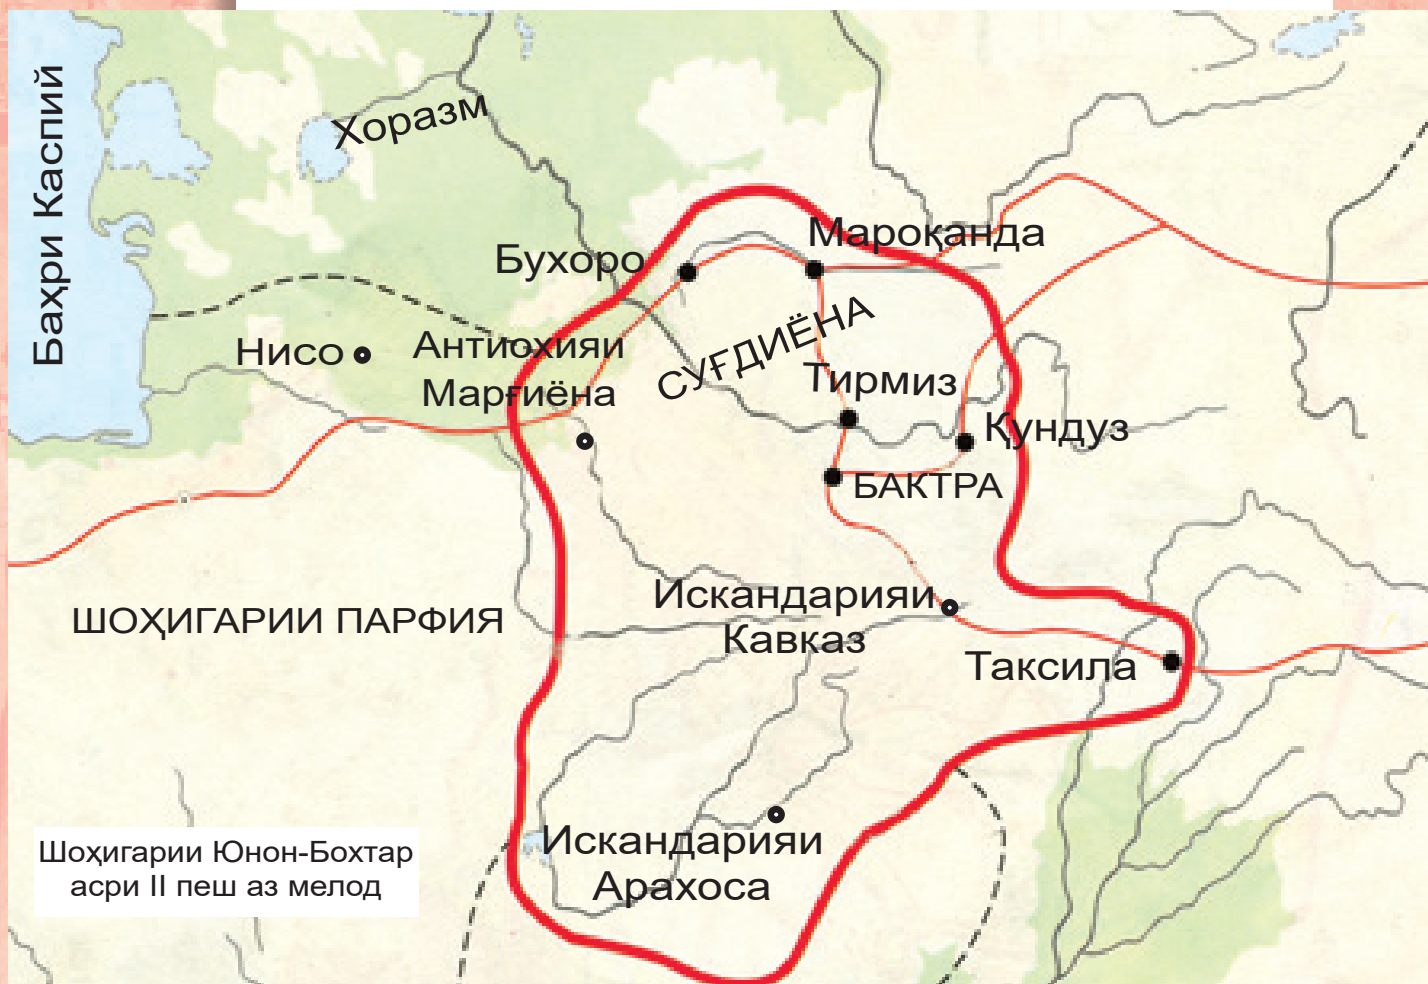 Баҳри Каспий
Хоразм
Бухоро
Мароқанда
Нисо
Антиохияи
Марғиёна
СУҒДИЁНА
Тирмиз
Қундуз
БАКТРА
Искандарияи
Кавказ
ШОҲИГАРИИ ПАРФИЯ
Таксила
Искандарияи
Арахоса
Шоҳигарии Юнон-Бохтар
асри II пеш аз мелод